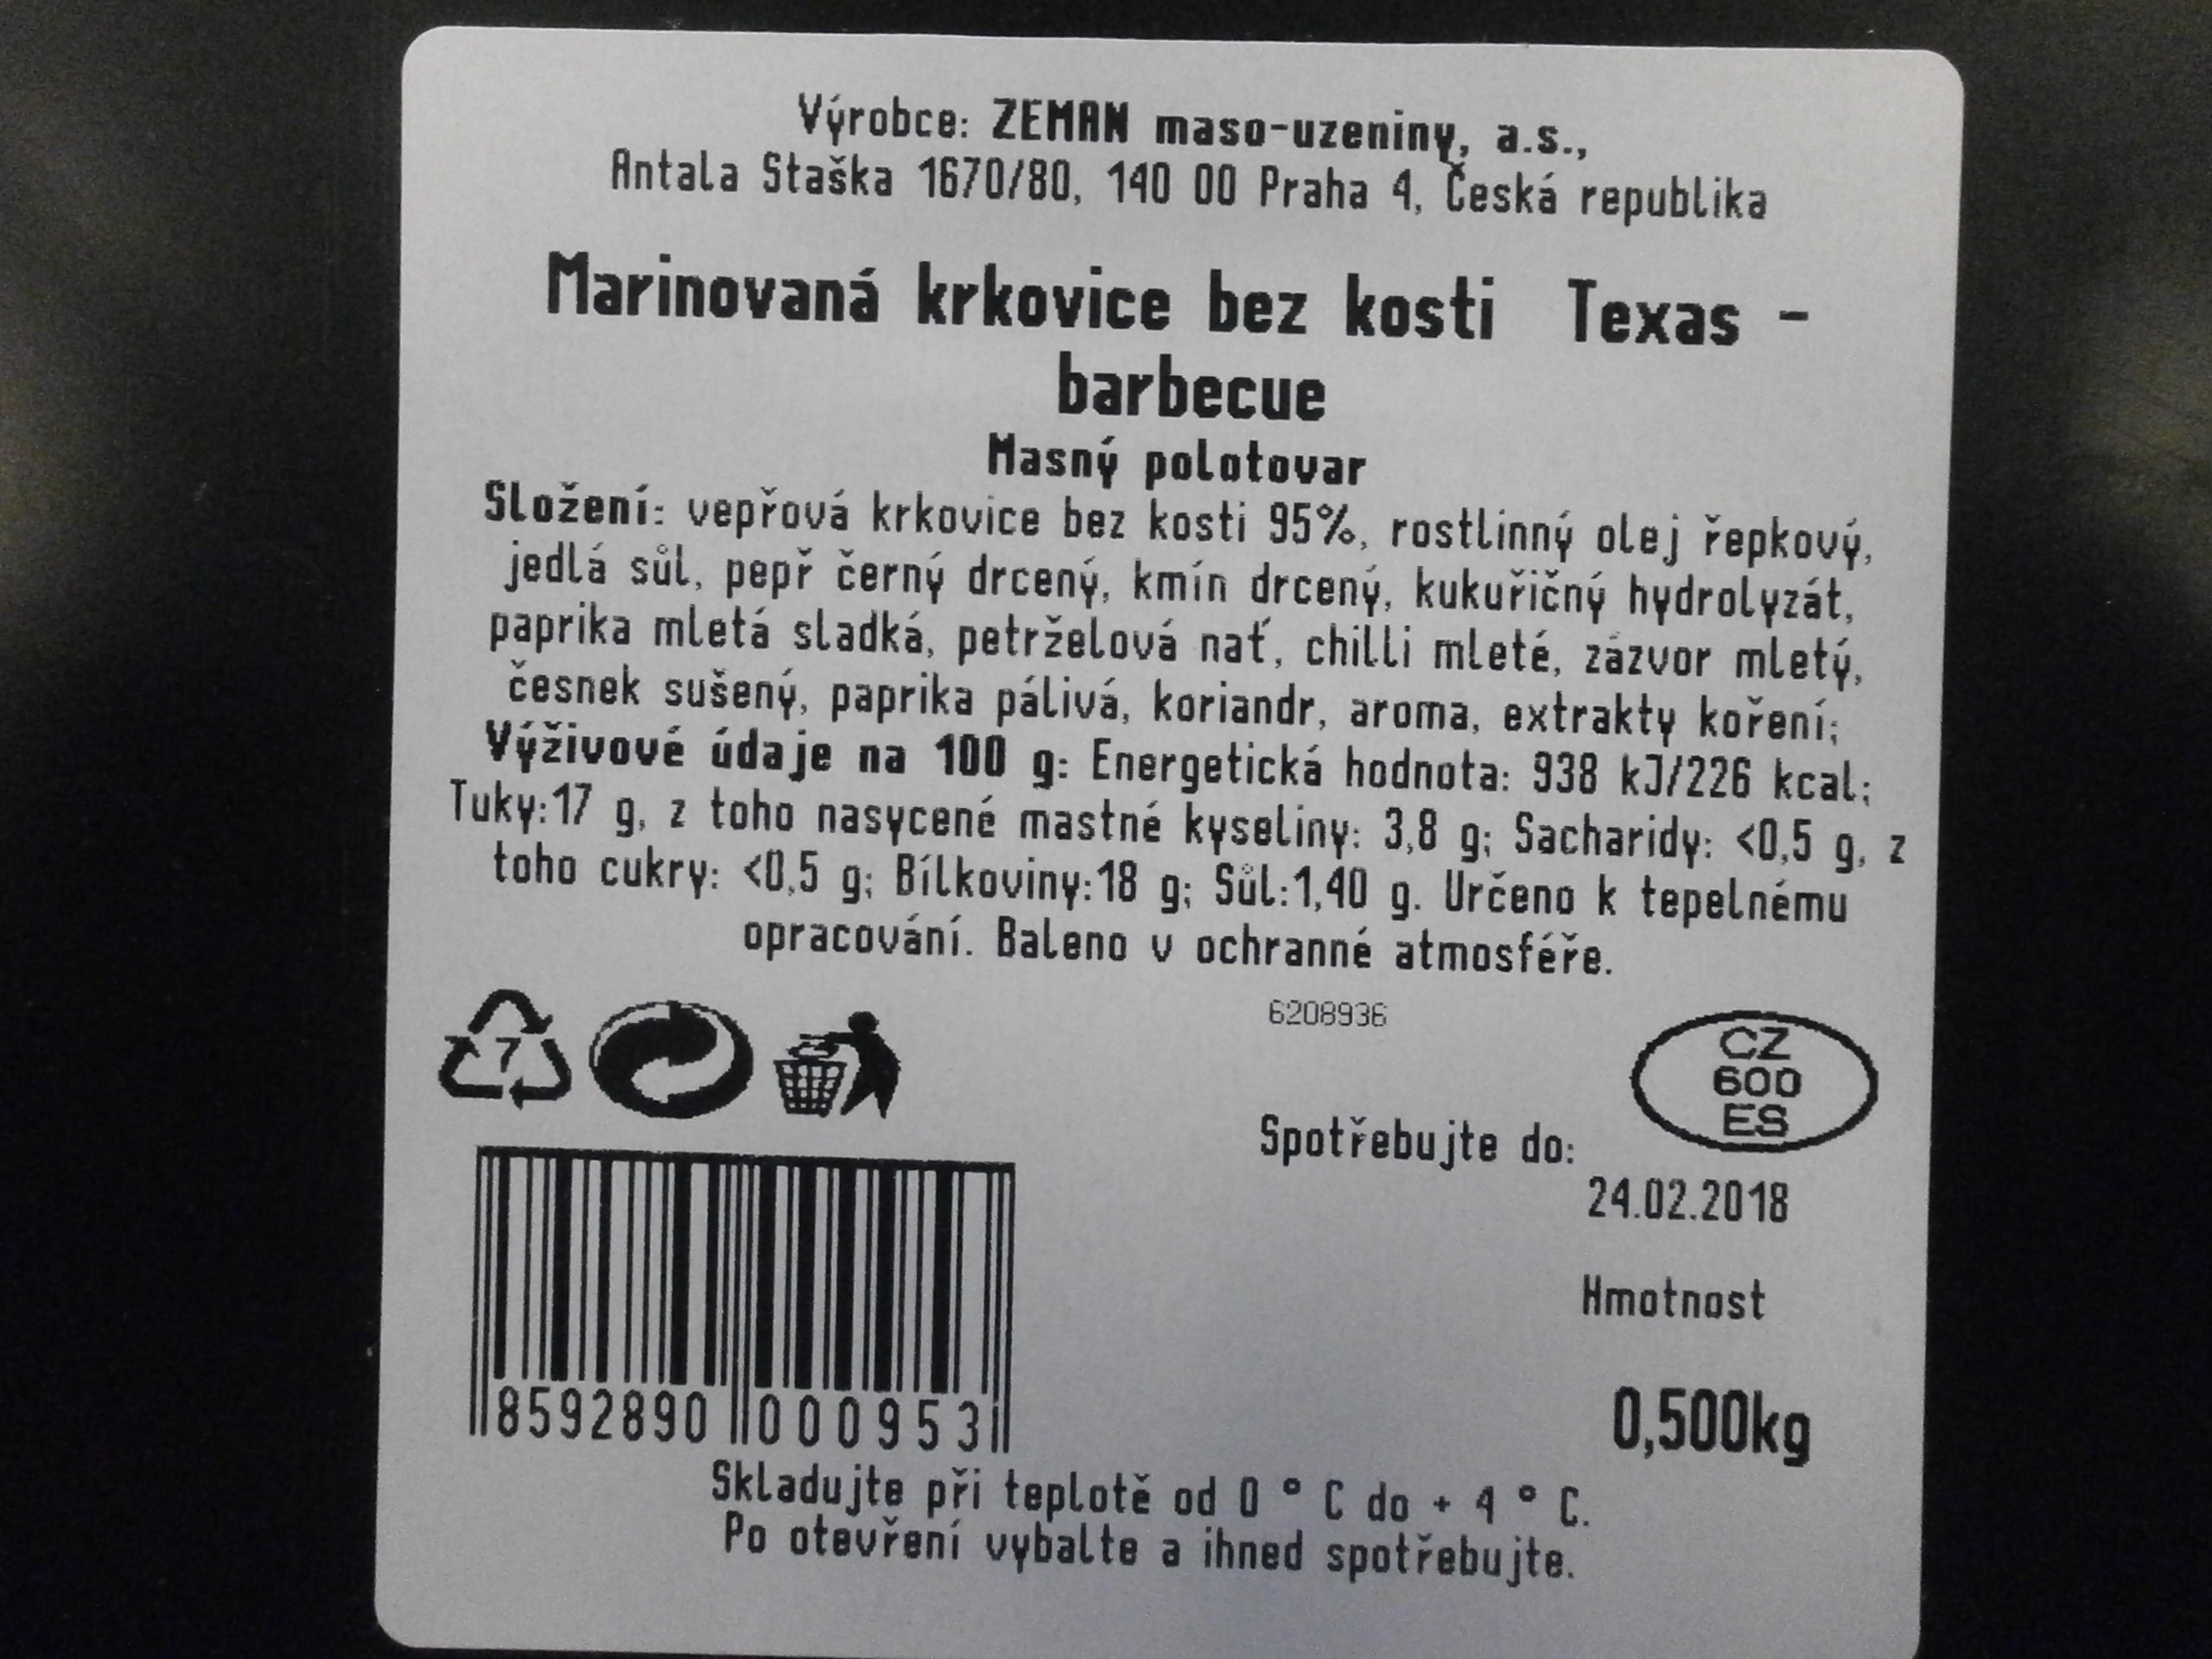 Výrobce: ZEMAN maso-uzeniny, a.s.,
Antala Staška 1670/80, 140 00 Praha 4, Česká republika
Marinovaná krkovice bez kosti Texas -
barbecue
Masný polotovar
Složení: vepřová krkovice bez kosti 95%, rostlinný olej řepkový,
jedlá sůl, pepř černý drcený, kmín drcený, kukuřičný hydrolyzát,
paprika mletá sladká, petrželová nať, chilli mleté, zázvor mletý,
česnek sušený, paprika pálivá, koriandr, aroma, extrakty koření;
Výživové údaje na 100 g: Energetická hodnota: 938 kJ/226 kcal;
Tuky:17 g, z toho nasycené mastné kyseliny: 3,8 g; Sacharidy: <0,5 g, z
toho cukry: <0,5 g; Bílkoviny:18 g; Sůl:1,40 g. Určeno k tepelnému
opracování. Baleno v ochranné atmosféře.
6208936
7
CZ
600
ES
Spotřebujte do:
24.02.2018
Hmotnost
0,500kg
8592890 000953
Skladujte při teplotě od 0 ° C do + 4 ° C.
Po otevření vybalte a ihned spotřebujte.